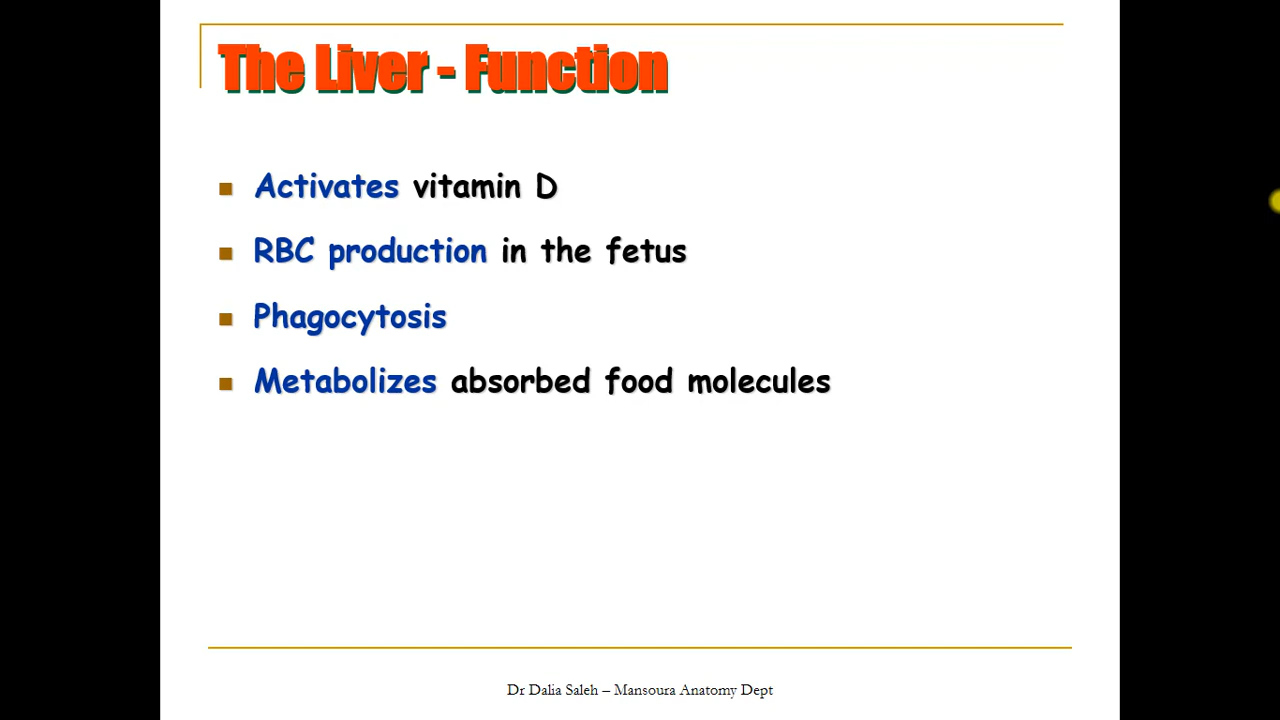 The Liver - Function
Activates vitamin D
RBC production in the fetus
Phagocytosis
Metabolizes absorbed food molecules
Dr Dalia Saleh – Mansoura Anatomy Dept